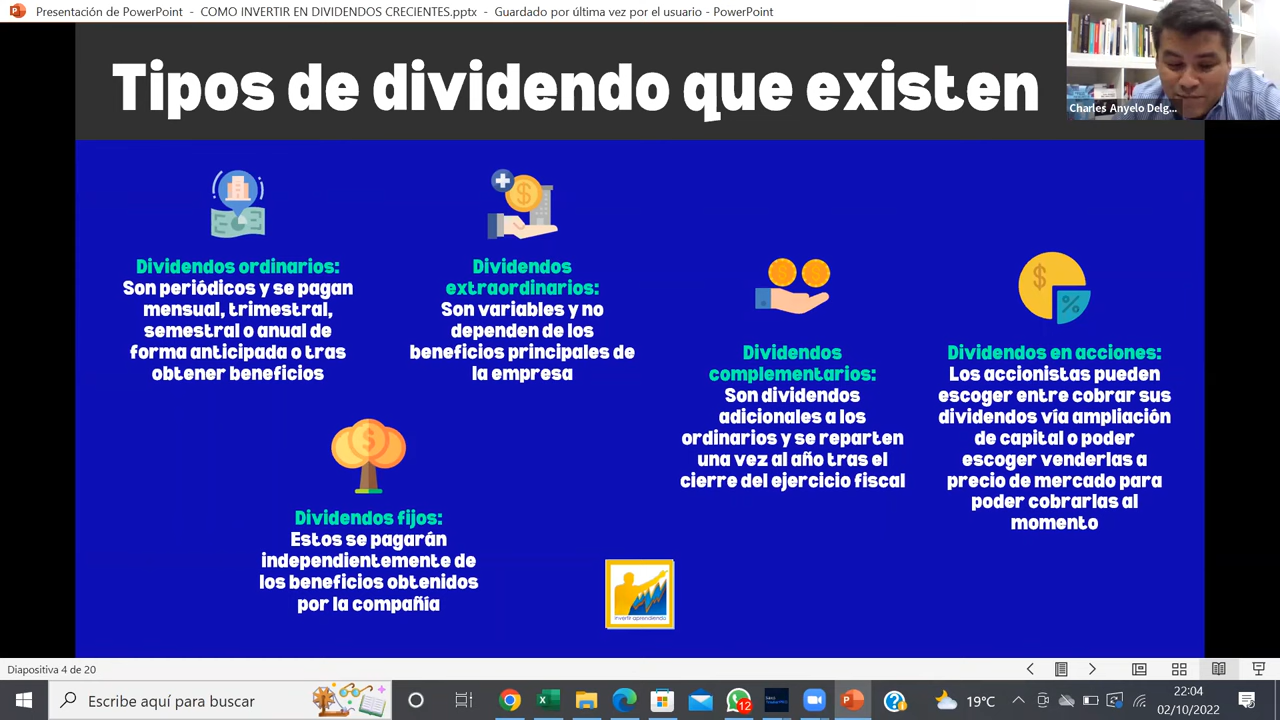 Presentación de PowerPoint - COMO INVERTIR EN DIVIDENDOS CRECIENTES.pptx - Guardado por última vez por el usuario - PowerPoint
Charles Anyelo Delg...
Tipos de dividendo que existen
Dividendos ordinarios:
Son periódicos y se pagan
mensual, trimestral,
semestral o anual de
forma anticipada o tras
obtener beneficios
Dividendos
extraordinarios:
Son variables y no
dependen de los
beneficios principales de
la empresa
Dividendos
complementarios:
Son dividendos
adicionales a los
ordinarios y se reparten
una vez al año tras el
cierre del ejercicio fiscal
Dividendos en acciones:
Los accionistas pueden
escoger entre cobrar sus
dividendos vía ampliación
de capital o poder
escoger venderlas a
precio de mercado para
poder cobrarlas al
momento
Dividendos fijos:
Estos se pagarán
independientemente de
los beneficios obtenidos
por la compañía
invertir aprendiendo
Diapositiva 4 de 20
Escribe aquí para buscar
12
19°C
22:04
02/10/2022